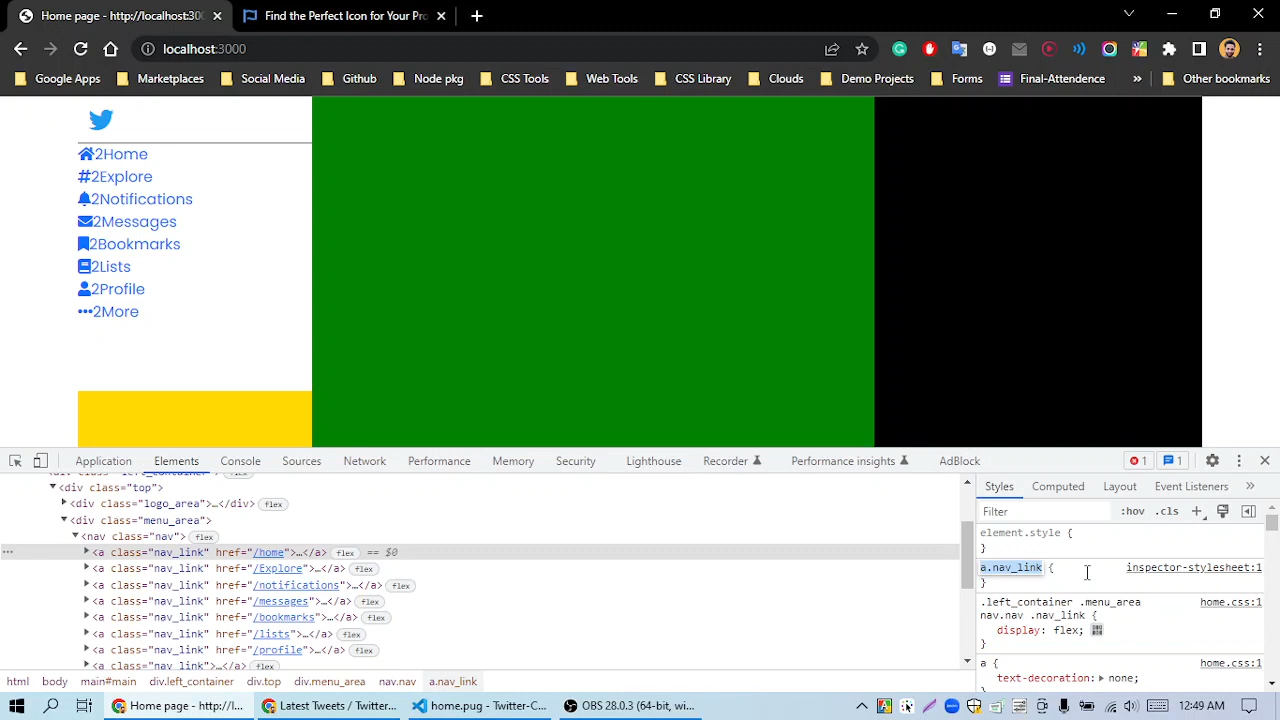 Home page - http://localhost:300
Find the Perfect Icon for Your Pro
localhost:3000
Google Apps
Marketplaces
Social Media
Github
Node pkg
CSS Tools
Web Tools
CSS Library
Clouds
Demo Projects
Forms
Final-Attendence
»
Other bookmarks
2Home
2Explore
2Notifications
2Messages
2Bookmarks
2Lists
2Profile
2More
Application Elements Console Sources Network Performance Memory Security Lighthouse Recorder Performance insights AdBlock 1 1
<div class="top">
<div class="logo_area">…</div> flex
<div class="menu_area">
<nav class="nav"> flex
<a class="nav_link" href="/home">…</a> flex == $0
<a class="nav_link" href="/Explore">…</a> flex
<a class="nav_link" href="/notifications">…</a> flex
<a class="nav_link" href="/messages">…</a> flex
<a class="nav_link" href="/bookmarks">…</a> flex
<a class="nav_link" href="/lists">…</a> flex
<a class="nav_link" href="/profile">…</a> flex
<a class="nav_link">…</a> flex
html body main#main div.left_container div.top div.menu_area nav.nav a.nav_link
Styles Computed Layout Event Listeners »
Filter :hov .cls
element.style {
}
a.nav_link { inspector-stylesheet:1
}
.left_container .menu_area home.css:1
nav.nav .nav_link {
display: flex;
}
a { home.css:1
text-decoration: none;
Home page - http://l...
Latest Tweets / Twitter...
home.pug - Twitter-C...
OBS 28.0.3 (64-bit, wi...
12:49 AM